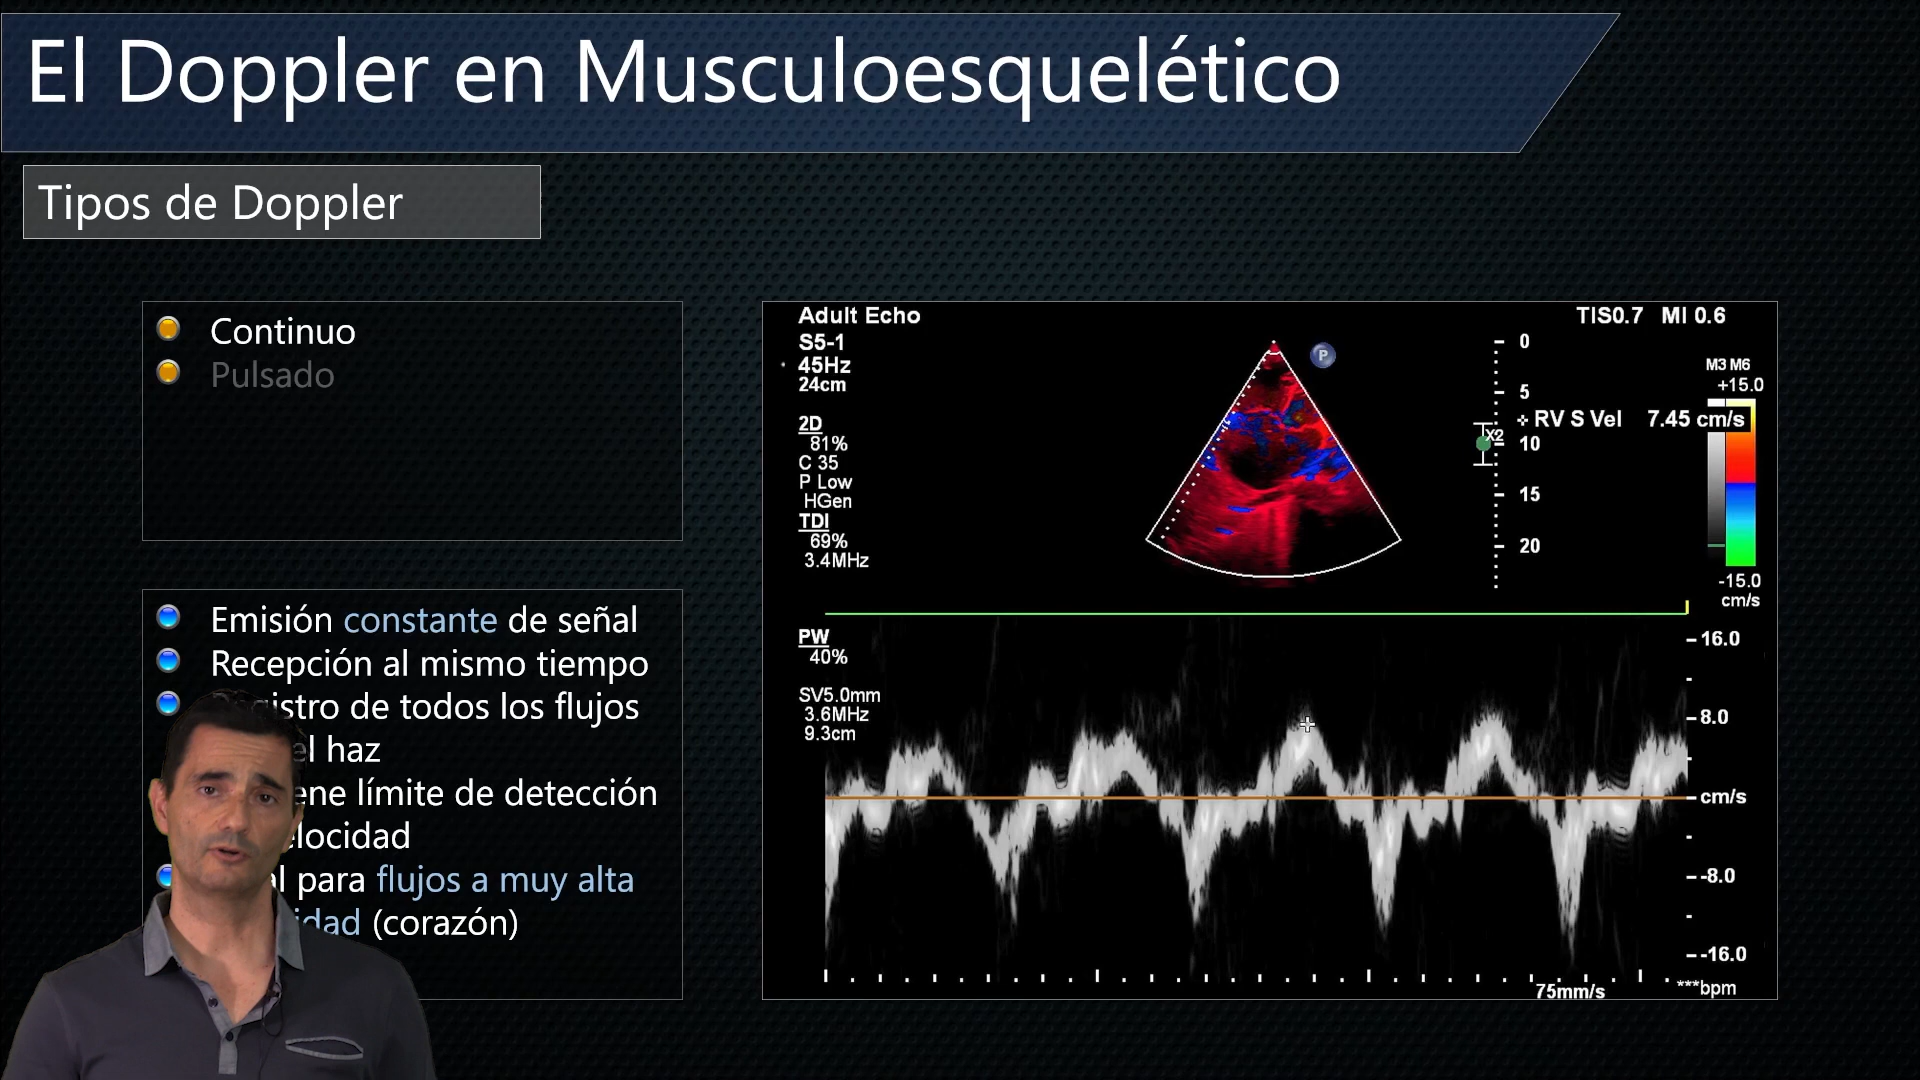 El Doppler en Musculoesquelético
Tipos de Doppler
Continuo
Pulsado
Emisión constante de señal
Recepción al mismo tiempo
de todos los flujos
haz
límite de detección
para flujos a muy alta
(corazón)
Adult Echo
TIS0.7 MI 0.6
S5-1
45Hz
24cm
2D
81%
C 35
P Low
HGen
TDI
69%
3.4MHz
P
0
5
10
15
20
X2
RV S Vel 7.45 cm/s
M3 M6
+15.0
-15.0
cm/s
PW
40%
SV5.0mm
3.6MHz
9.3cm
16.0
8.0
cm/s
-8.0
-16.0
75mm/s
***bpm